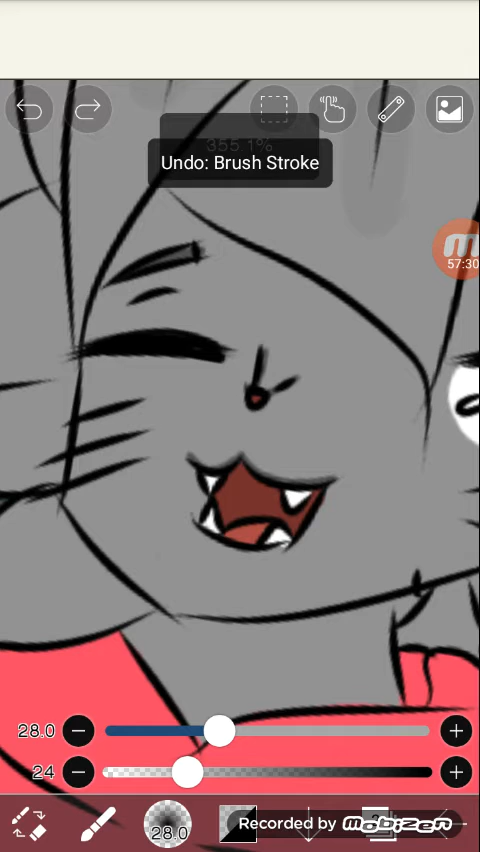 355.1%
Undo: Brush Stroke
57:30
28.0
24
28.0
Recorded by mobizen